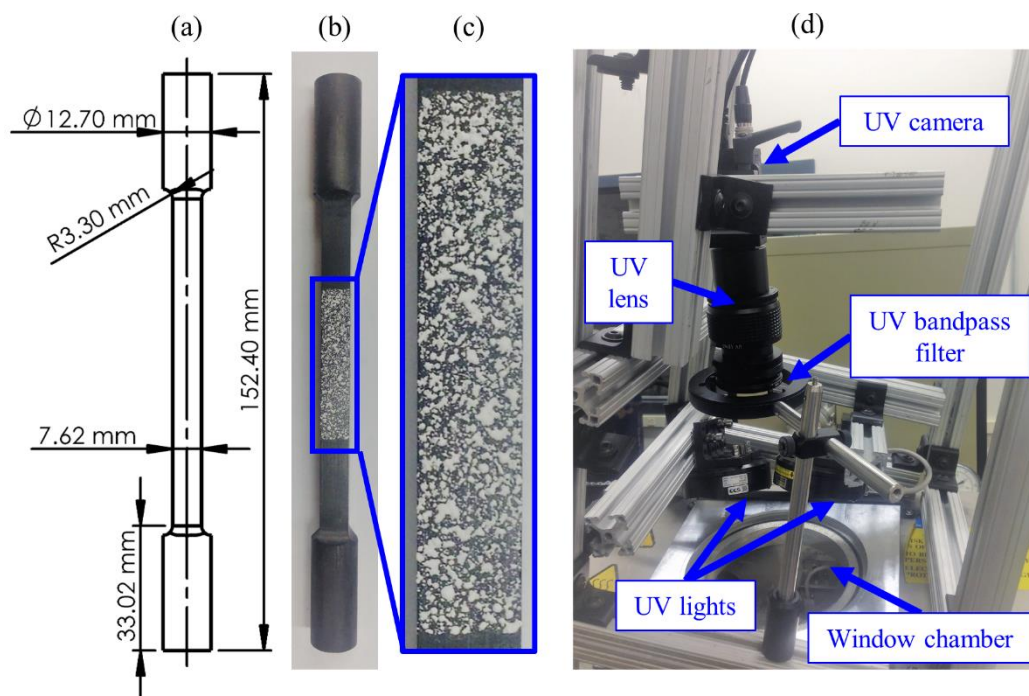 (a)
(b)
(c)
(d)
Ø12.70 mm
R3.30 mm
152.40 mm
7.62 mm
33.02 mm
UV camera
UV
lens
UV bandpass
filter
UV lights
Window chamber